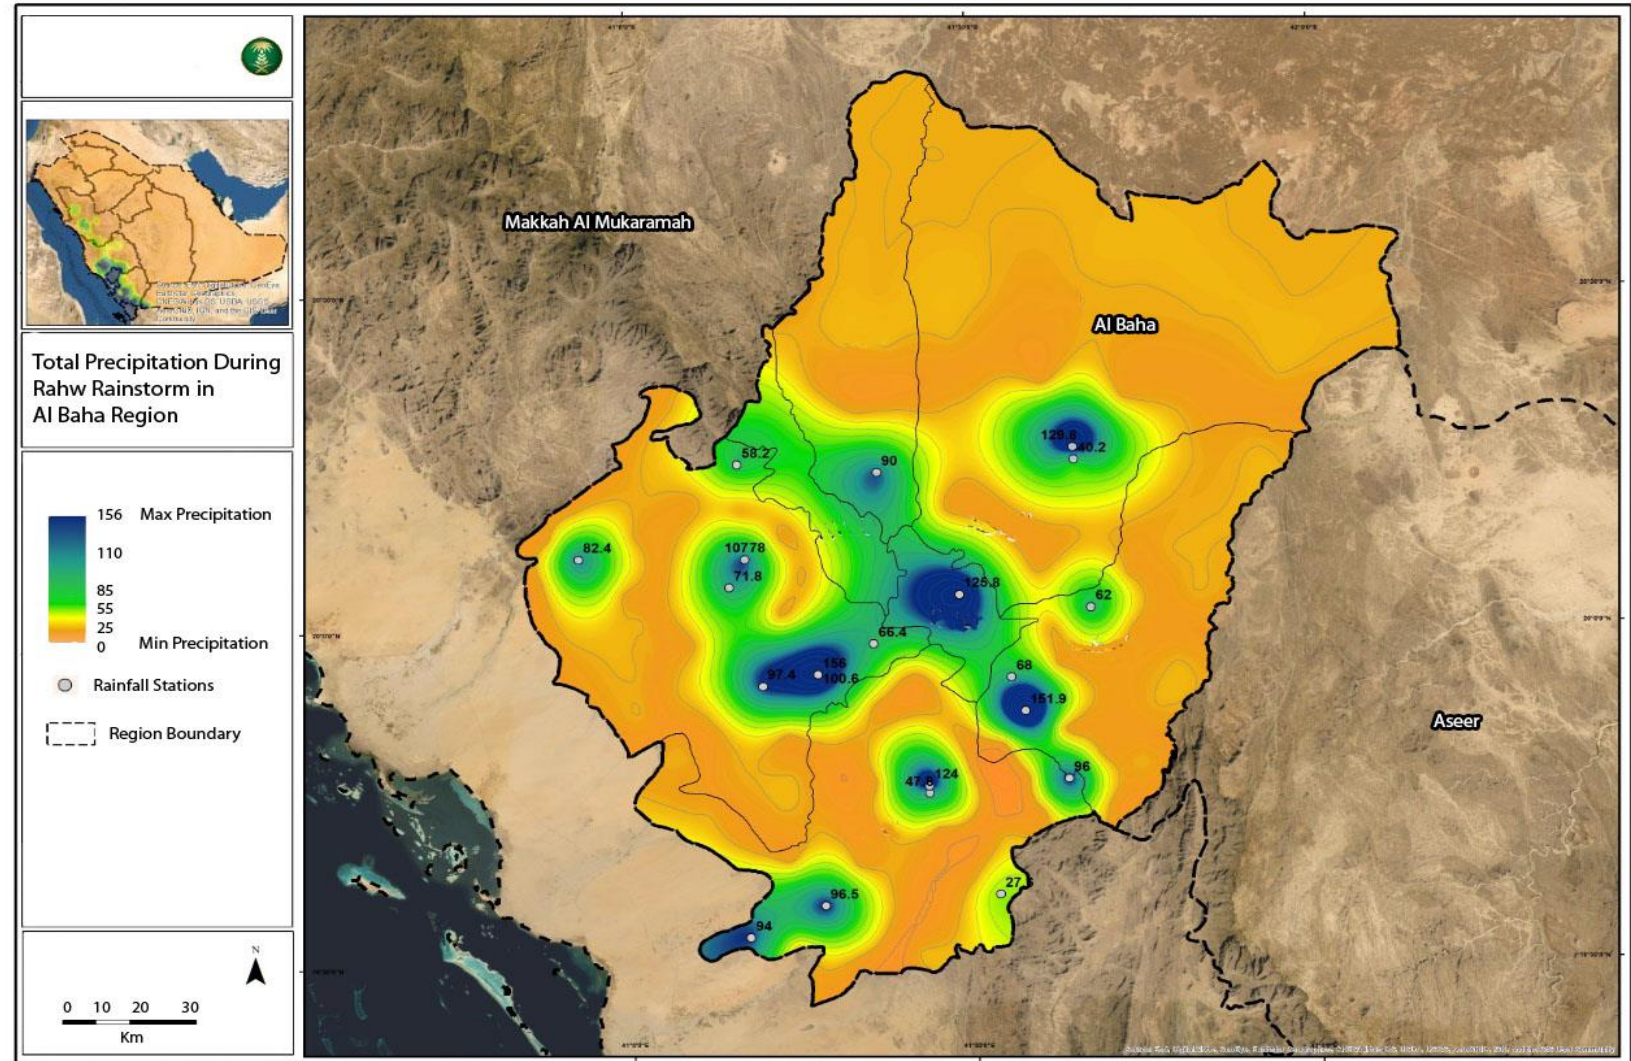 Total Precipitation During
Rahw Rainstorm in
Al Baha Region
156 Max Precipitation
110
85
55
25
0 Min Precipitation
Rainfall Stations
Region Boundary
N
0 10 20 30
Km
Makkah Al Mukaramah
Al Baha
Aseer
129.8
40.2
58.2
90
82.4
10778
71.8
125.8
62
66.4
156
97.4
100.6
68
151.9
124
47.8
96
96.5
94